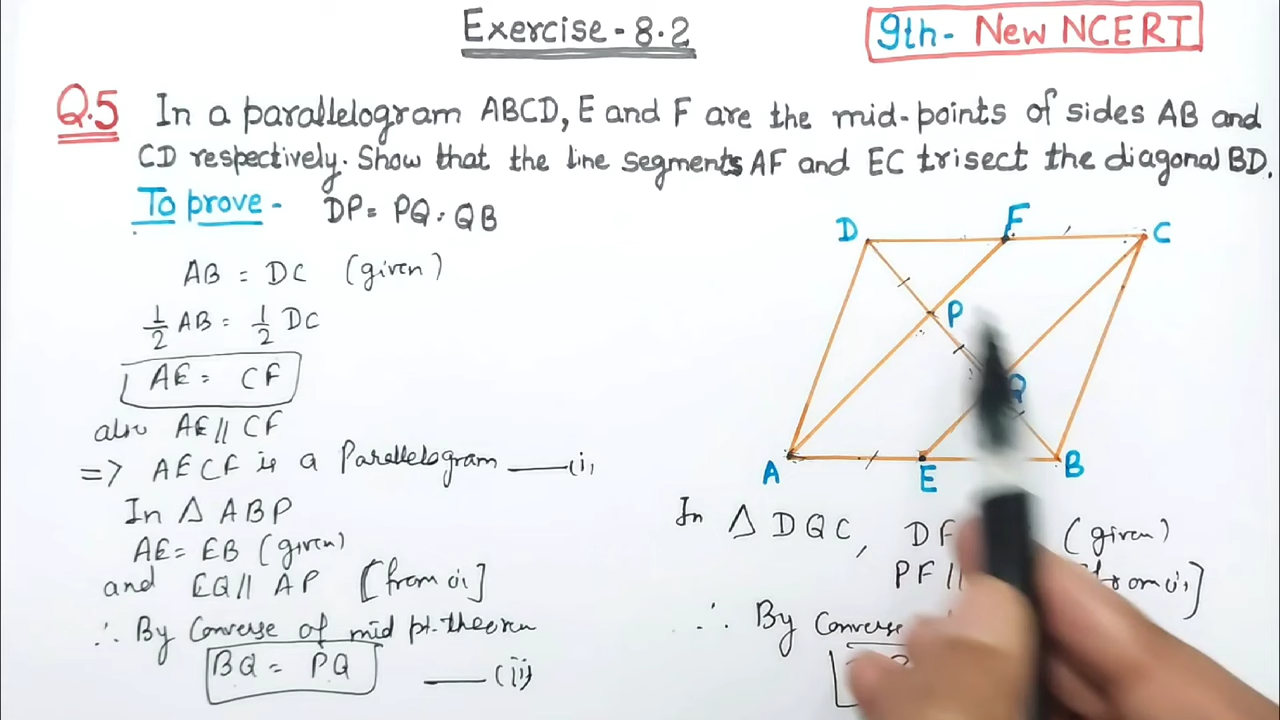 Exercise - 8.2
9th - New NCERT
Q.5 In a parallelogram ABCD, E and F are the mid-points of sides AB and
CD respectively. Show that the line segments AF and EC trisect the diagonal BD.
To prove - DP = PQ = QB
AB = DC (given)
1/2 AB = 1/2 DC
AE = CF
also AE || CF
=> AECF is a Parallelogram —(i)
In △ ABP
AE = EB (given)
and EQ || AP [from (i)]
∴ By Converse of mid pt. theorem
BQ = PQ —(ii)
D F C
P
Q
A E B
In △ DQC, DF (given)
PF || [from (i)]
∴ By Converse